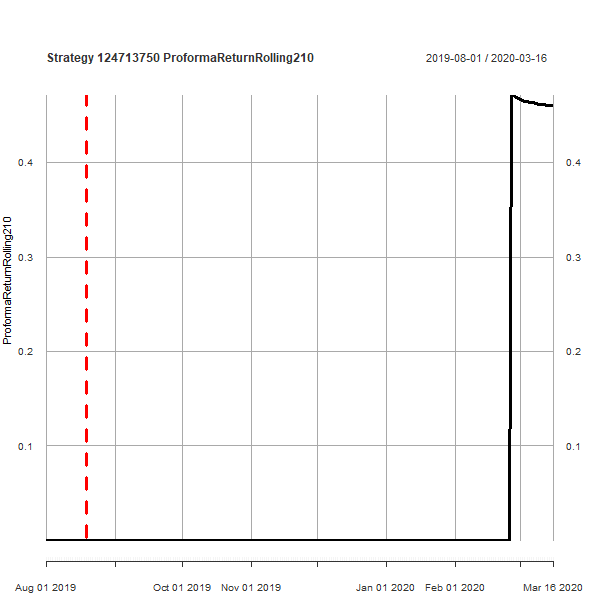 Strategy 124713750 ProformaReturnRolling210
2019-08-01 / 2020-03-16
ProformaReturnRolling210
0.4
0.4
0.3
0.3
0.2
0.2
0.1
0.1
Aug 01 2019
Oct 01 2019
Nov 01 2019
Jan 01 2020
Feb 01 2020
Mar 16 2020